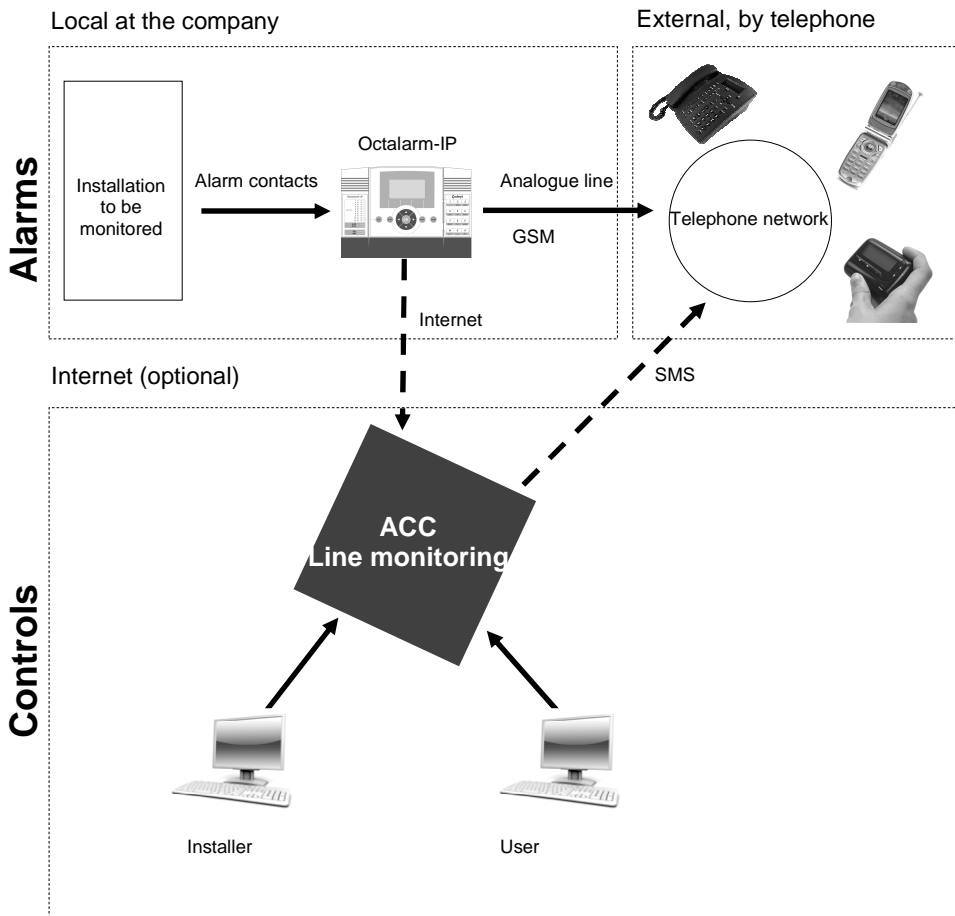 Local at the company
External, by telephone
Alarms
Installation
to be
monitored
Alarm contacts
Octalarm-IP
Analogue line
GSM
Telephone network
Internet
SMS
Internet (optional)
Controls
ACC
Line monitoring
Installer
User